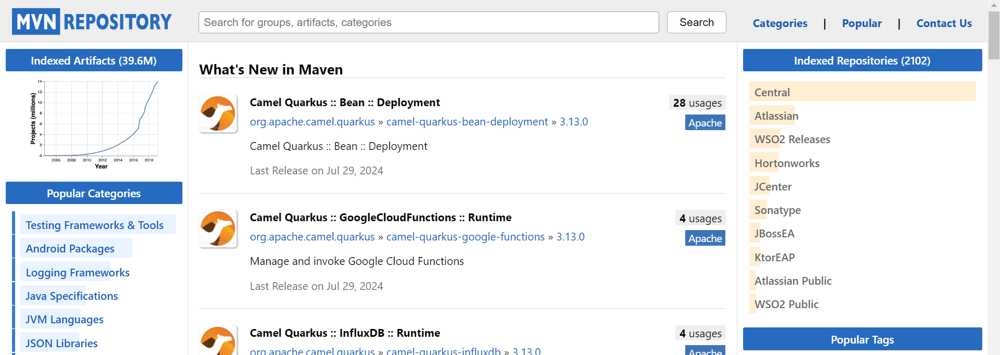 MVN REPOSITORY
Search for groups, artifacts, categories
Search
Categories | Popular | Contact Us
Indexed Artifacts (39.6M)
Projects (millions)
14
12
10
8
6
4
2
0
2006 2008 2010 2012 2014 2016 2018
Year
Popular Categories
Testing Frameworks & Tools
Android Packages
Logging Frameworks
Java Specifications
JVM Languages
JSON Libraries
What's New in Maven
Camel Quarkus :: Bean :: Deployment
28 usages
org.apache.camel.quarkus » camel-quarkus-bean-deployment » 3.13.0
Apache
Camel Quarkus :: Bean :: Deployment
Last Release on Jul 29, 2024
Camel Quarkus :: GoogleCloudFunctions :: Runtime
4 usages
org.apache.camel.quarkus » camel-quarkus-google-functions » 3.13.0
Apache
Manage and invoke Google Cloud Functions
Last Release on Jul 29, 2024
Camel Quarkus :: InfluxDB :: Runtime
4 usages
org.apache.camel.quarkus » camel-quarkus-influxdb » 3.13.0
Apache
Indexed Repositories (2102)
Central
Atlassian
WSO2 Releases
Hortonworks
JCenter
Sonatype
JBossEA
KtorEAP
Atlassian Public
WSO2 Public
Popular Tags